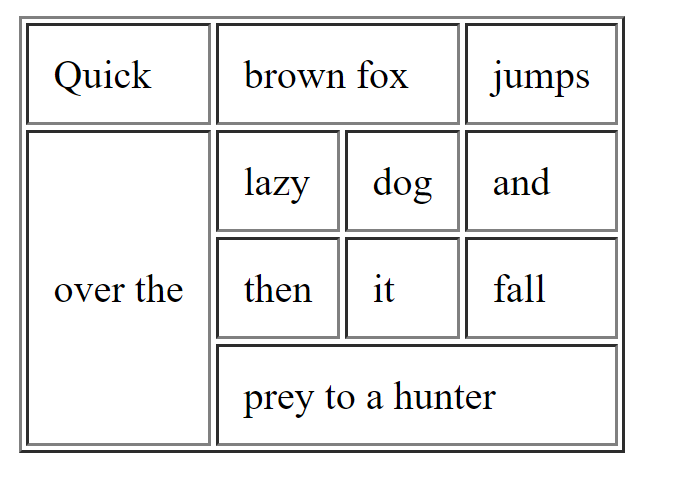 Quick brown fox jumps
over the
lazy dog and
then it fall
prey to a hunter